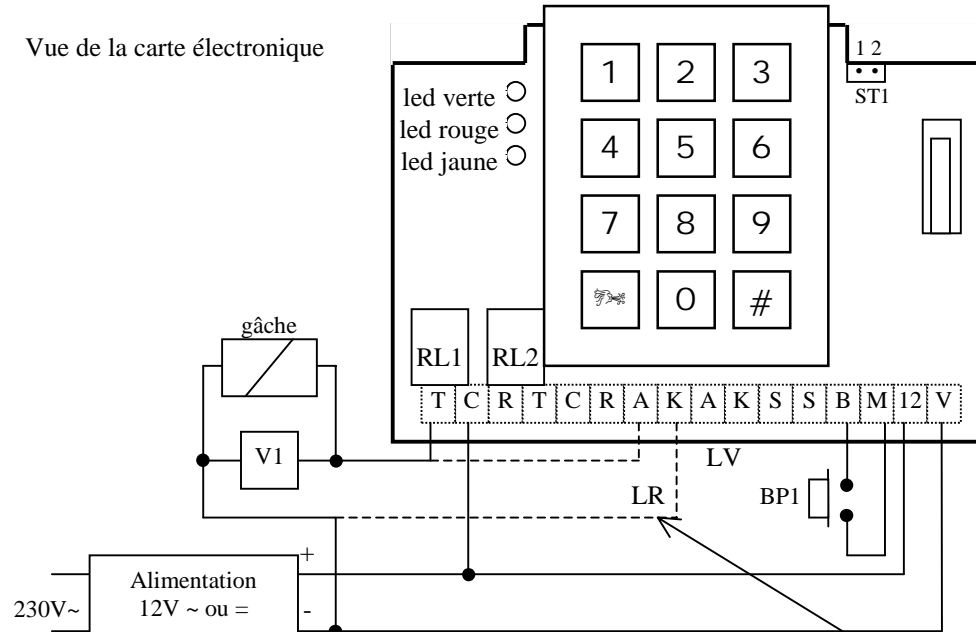 Vue de la carte électronique
1 2
ST1
led verte
led rouge
led jaune
1 2 3
4 5 6
7 8 9
0 #
gâche
RL1 RL2
T C R T C R A K A K S S B M 12 V
V1
LV
LR
BP1
+
Alimentation
230V~ 12V ~ ou = -